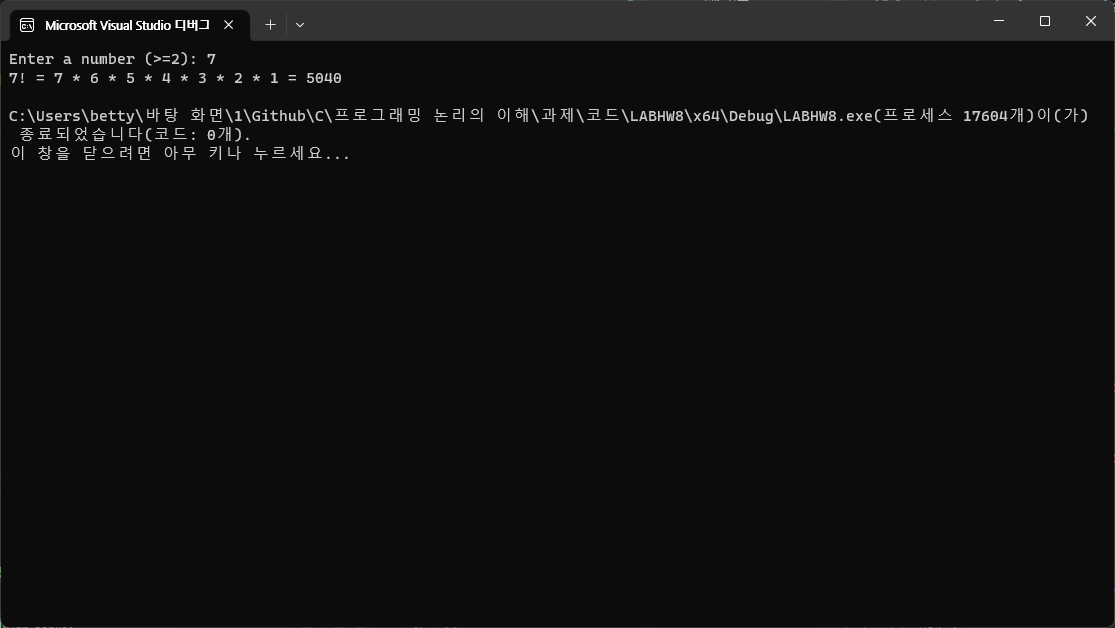 Microsoft Visual Studio 디버그
Enter a number (>=2): 7
7! = 7 * 6 * 5 * 4 * 3 * 2 * 1 = 5040
C:\Users\betty\바탕 화면\1\Github\C\프로그래밍 논리의 이해\과제\코드\LABHW8\x64\Debug\LABHW8.exe(프로세스 17604개)이(가)
종료되었습니다(코드: 0개).
이 창을 닫으려면 아무 키나 누르세요...